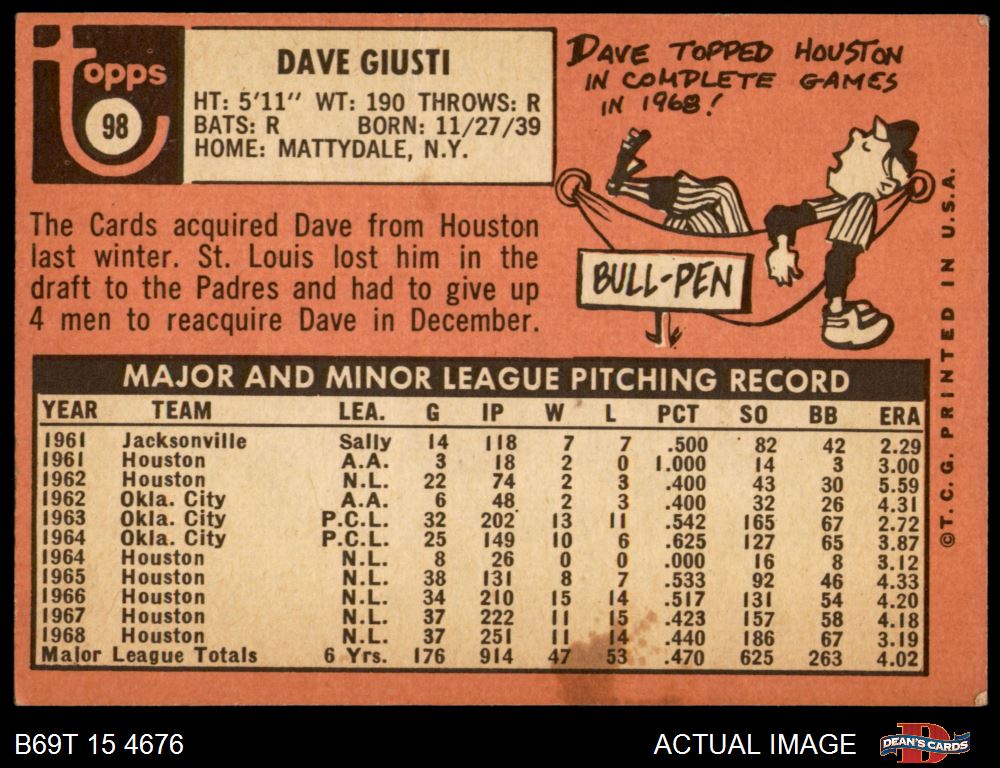 Topps
98
DAVE GIUSTI
HT: 5'11" WT: 190 THROWS: R
BATS: R BORN: 11/27/39
HOME: MATTYDALE, N.Y.
DAVE TOPPED HOUSTON
IN COMPLETE GAMES
IN 1968!
BULL-PEN
The Cards acquired Dave from Houston
last winter. St. Louis lost him in the
draft to the Padres and had to give up
4 men to reacquire Dave in December.
MAJOR AND MINOR LEAGUE PITCHING RECORD
YEAR TEAM LEA. G IP W L PCT SO BB ERA
1961 Jacksonville Sally 14 118 7 7 .500 82 42 2.29
1961 Houston A.A. 3 18 2 0 1.000 14 3 3.00
1962 Houston N.L. 22 74 2 3 .400 43 30 5.59
1962 Okla. City A.A. 6 48 2 3 .400 32 26 4.31
1963 Okla. City P.C.L. 32 202 13 11 .542 165 67 2.72
1964 Okla. City P.C.L. 25 149 10 6 .625 127 65 3.87
1964 Houston N.L. 8 26 0 0 .000 16 8 3.12
1965 Houston N.L. 38 131 8 7 .533 92 46 4.33
1966 Houston N.L. 34 210 15 14 .517 131 54 4.20
1967 Houston N.L. 37 222 11 15 .423 157 58 4.18
1968 Houston N.L. 37 251 11 14 .440 186 67 3.19
Major League Totals 6 Yrs. 176 914 47 53 .470 625 263 4.02
©T. C. G. PRINTED IN U.S.A.
B69T 15 4676
ACTUAL IMAGE
DEAN'S CARDS